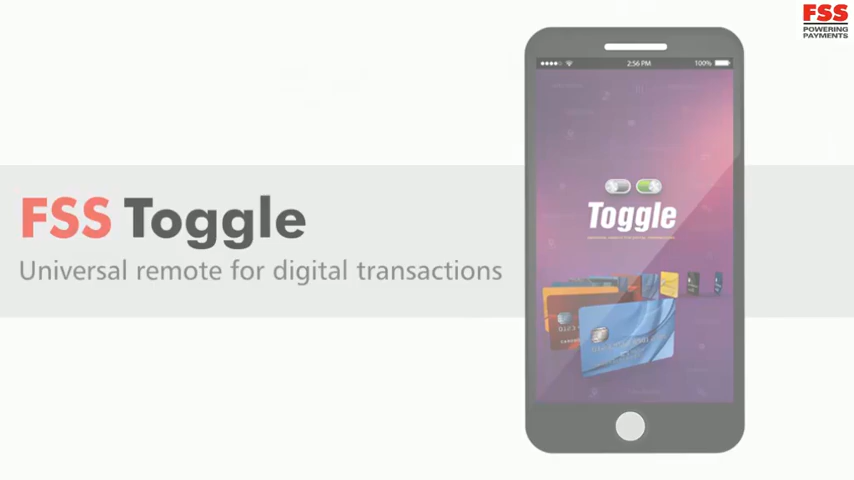 FSS
POWERING
PAYMENTS
2:56 PM
100%
Toggle
FSS Toggle
Universal remote for digital transactions